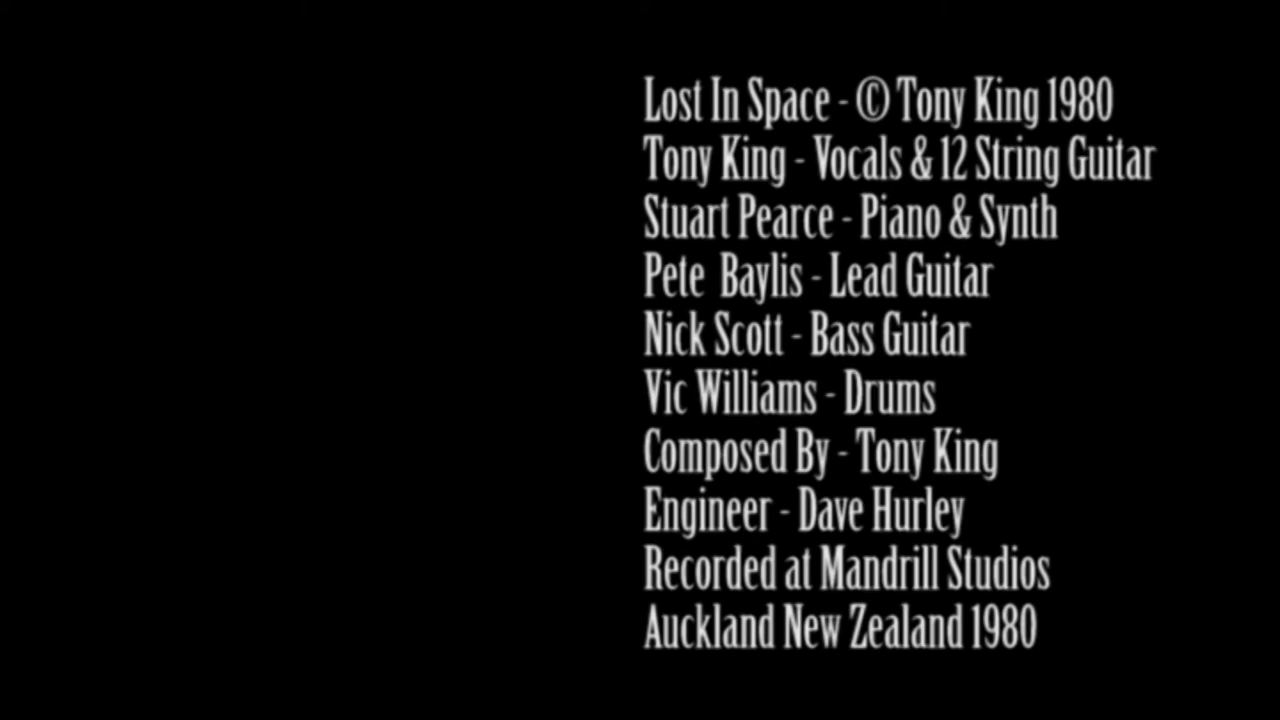 Lost In Space - © Tony King 1980
Tony King - Vocals & 12 String Guitar
Stuart Pearce - Piano & Synth
Pete Baylis - Lead Guitar
Nick Scott - Bass Guitar
Vic Williams - Drums
Composed By - Tony King
Engineer - Dave Hurley
Recorded at Mandrill Studios
Auckland New Zealand 1980